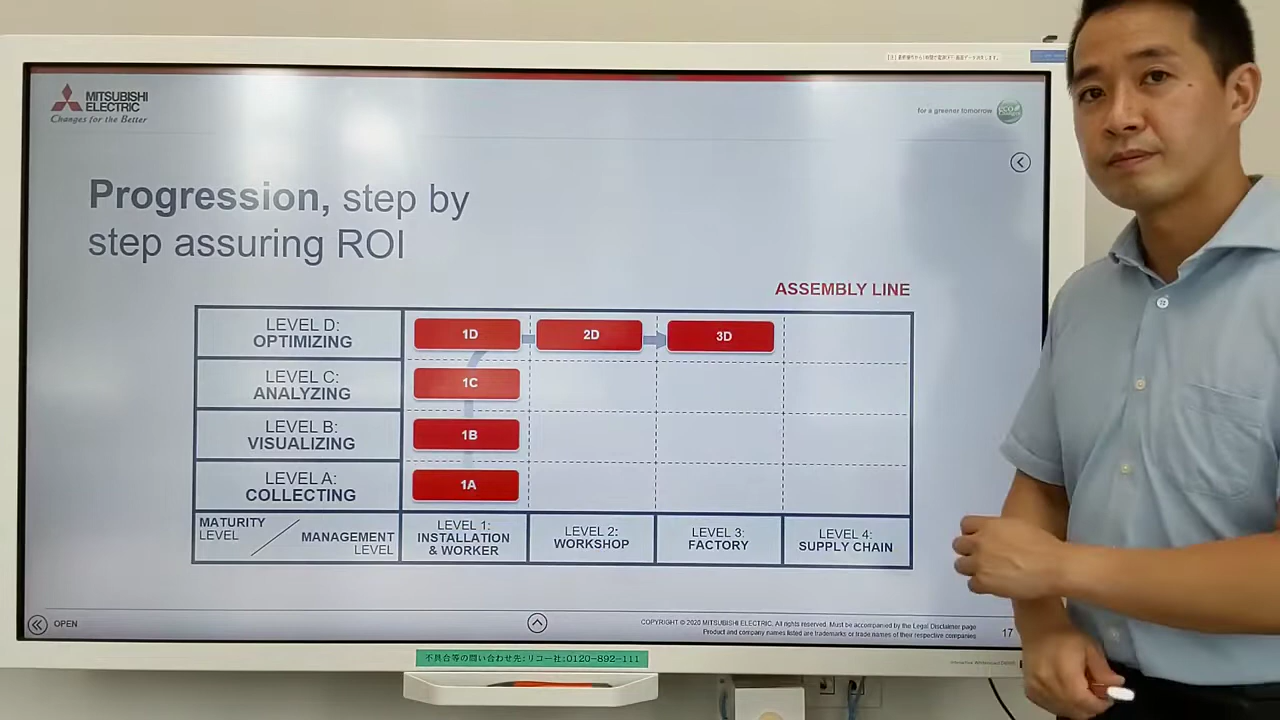 MITSUBISHI
ELECTRIC
Changes for the Better
for a greener tomorrow
Progression, step by
step assuring ROI
ASSEMBLY LINE
LEVEL D:
OPTIMIZING
1D
2D
3D
LEVEL C:
ANALYZING
1C
LEVEL B:
VISUALIZING
1B
LEVEL A:
COLLECTING
1A
MATURITY
LEVEL
MANAGEMENT
LEVEL
LEVEL 1:
INSTALLATION
& WORKER
LEVEL 2:
WORKSHOP
LEVEL 3:
FACTORY
LEVEL 4:
SUPPLY CHAIN
OPEN
COPYRIGHT © 2020 MITSUBISHI ELECTRIC. All rights reserved. Must be accompanied by the Legal Disclaimer page
Product and company names listed are trademarks or trade names of their respective companies
17
不具合等の問い合わせ先:リコー社:0120-892-111